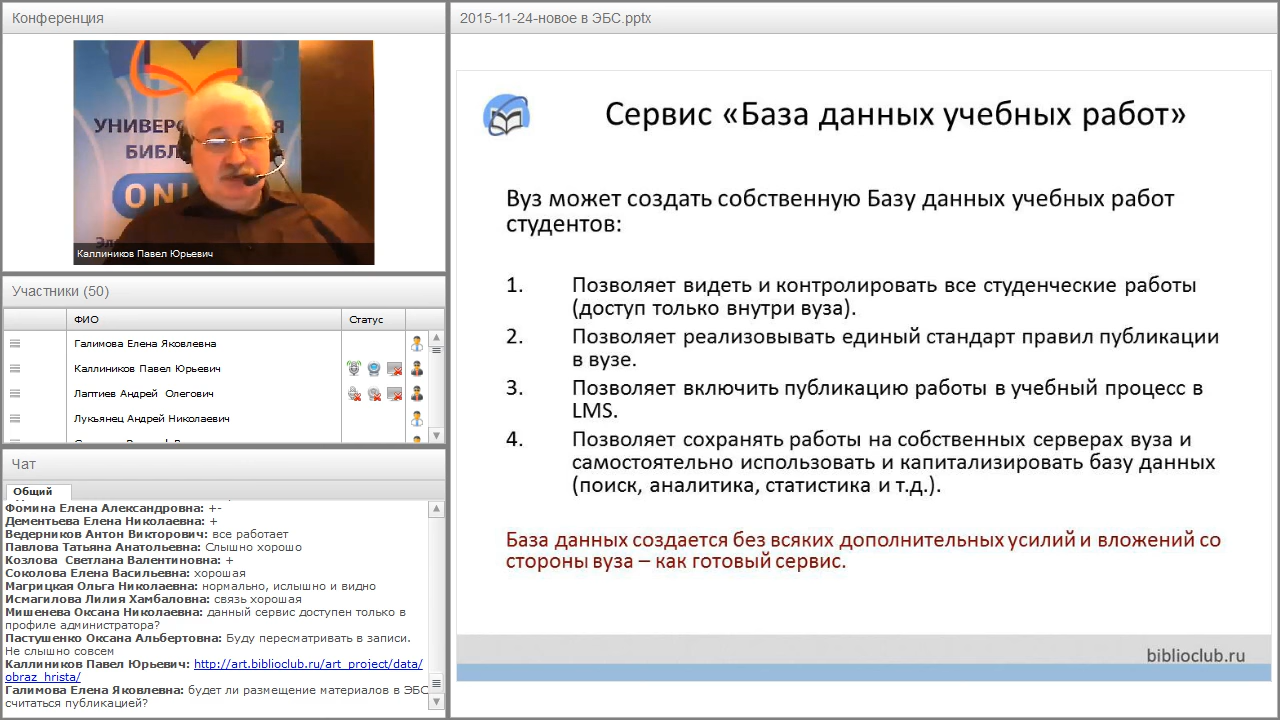 Конференция
УНИВЕРС
БИБЛ
ONL
Каллиников Павел Юрьевич
Участники (50)
ФИО
Статус
Галимова Елена Яковлевна
Каллиников Павел Юрьевич
Лаптиев Андрей Олегович
Лукьянец Андрей Николаевич
Чат
Общий
Фомина Елена Александровна: +-
Дементьева Елена Николаевна: +
Ведерников Антон Викторович: все работает
Павлова Татьяна Анатольевна: Слышно хорошо
Козлова Светлана Валентиновна: +
Соколова Елена Васильевна: хорошая
Магрицкая Ольга Николаевна: нормально, ислышно и видно
Исмагилова Лилия Хамбаловна: связь хорошая
Мишенева Оксана Николаевна: данный сервис доступен только в
профиле администратора?
Пастушенко Оксана Альбертовна: Буду пересматривать в записи.
Не слышно совсем
Каллиников Павел Юрьевич: http://art.biblioclub.ru/art_project/data/
obraz_hrista/
Галимова Елена Яковлевна: будет ли размещение материалов в ЭБС
считаться публикацией?
2015-11-24-новое в ЭБС.pptx
Сервис «База данных учебных работ»
Вуз может создать собственную Базу данных учебных работ
студентов:
1. Позволяет видеть и контролировать все студенческие работы
(доступ только внутри вуза).
2. Позволяет реализовывать единый стандарт правил публикации
в вузе.
3. Позволяет включить публикацию работы в учебный процесс в
LMS.
4. Позволяет сохранять работы на собственных серверах вуза и
самостоятельно использовать и капитализировать базу данных
(поиск, аналитика, статистика и т.д.).
База данных создается без всяких дополнительных усилий и вложений со
стороны вуза – как готовый сервис.
biblioclub.ru